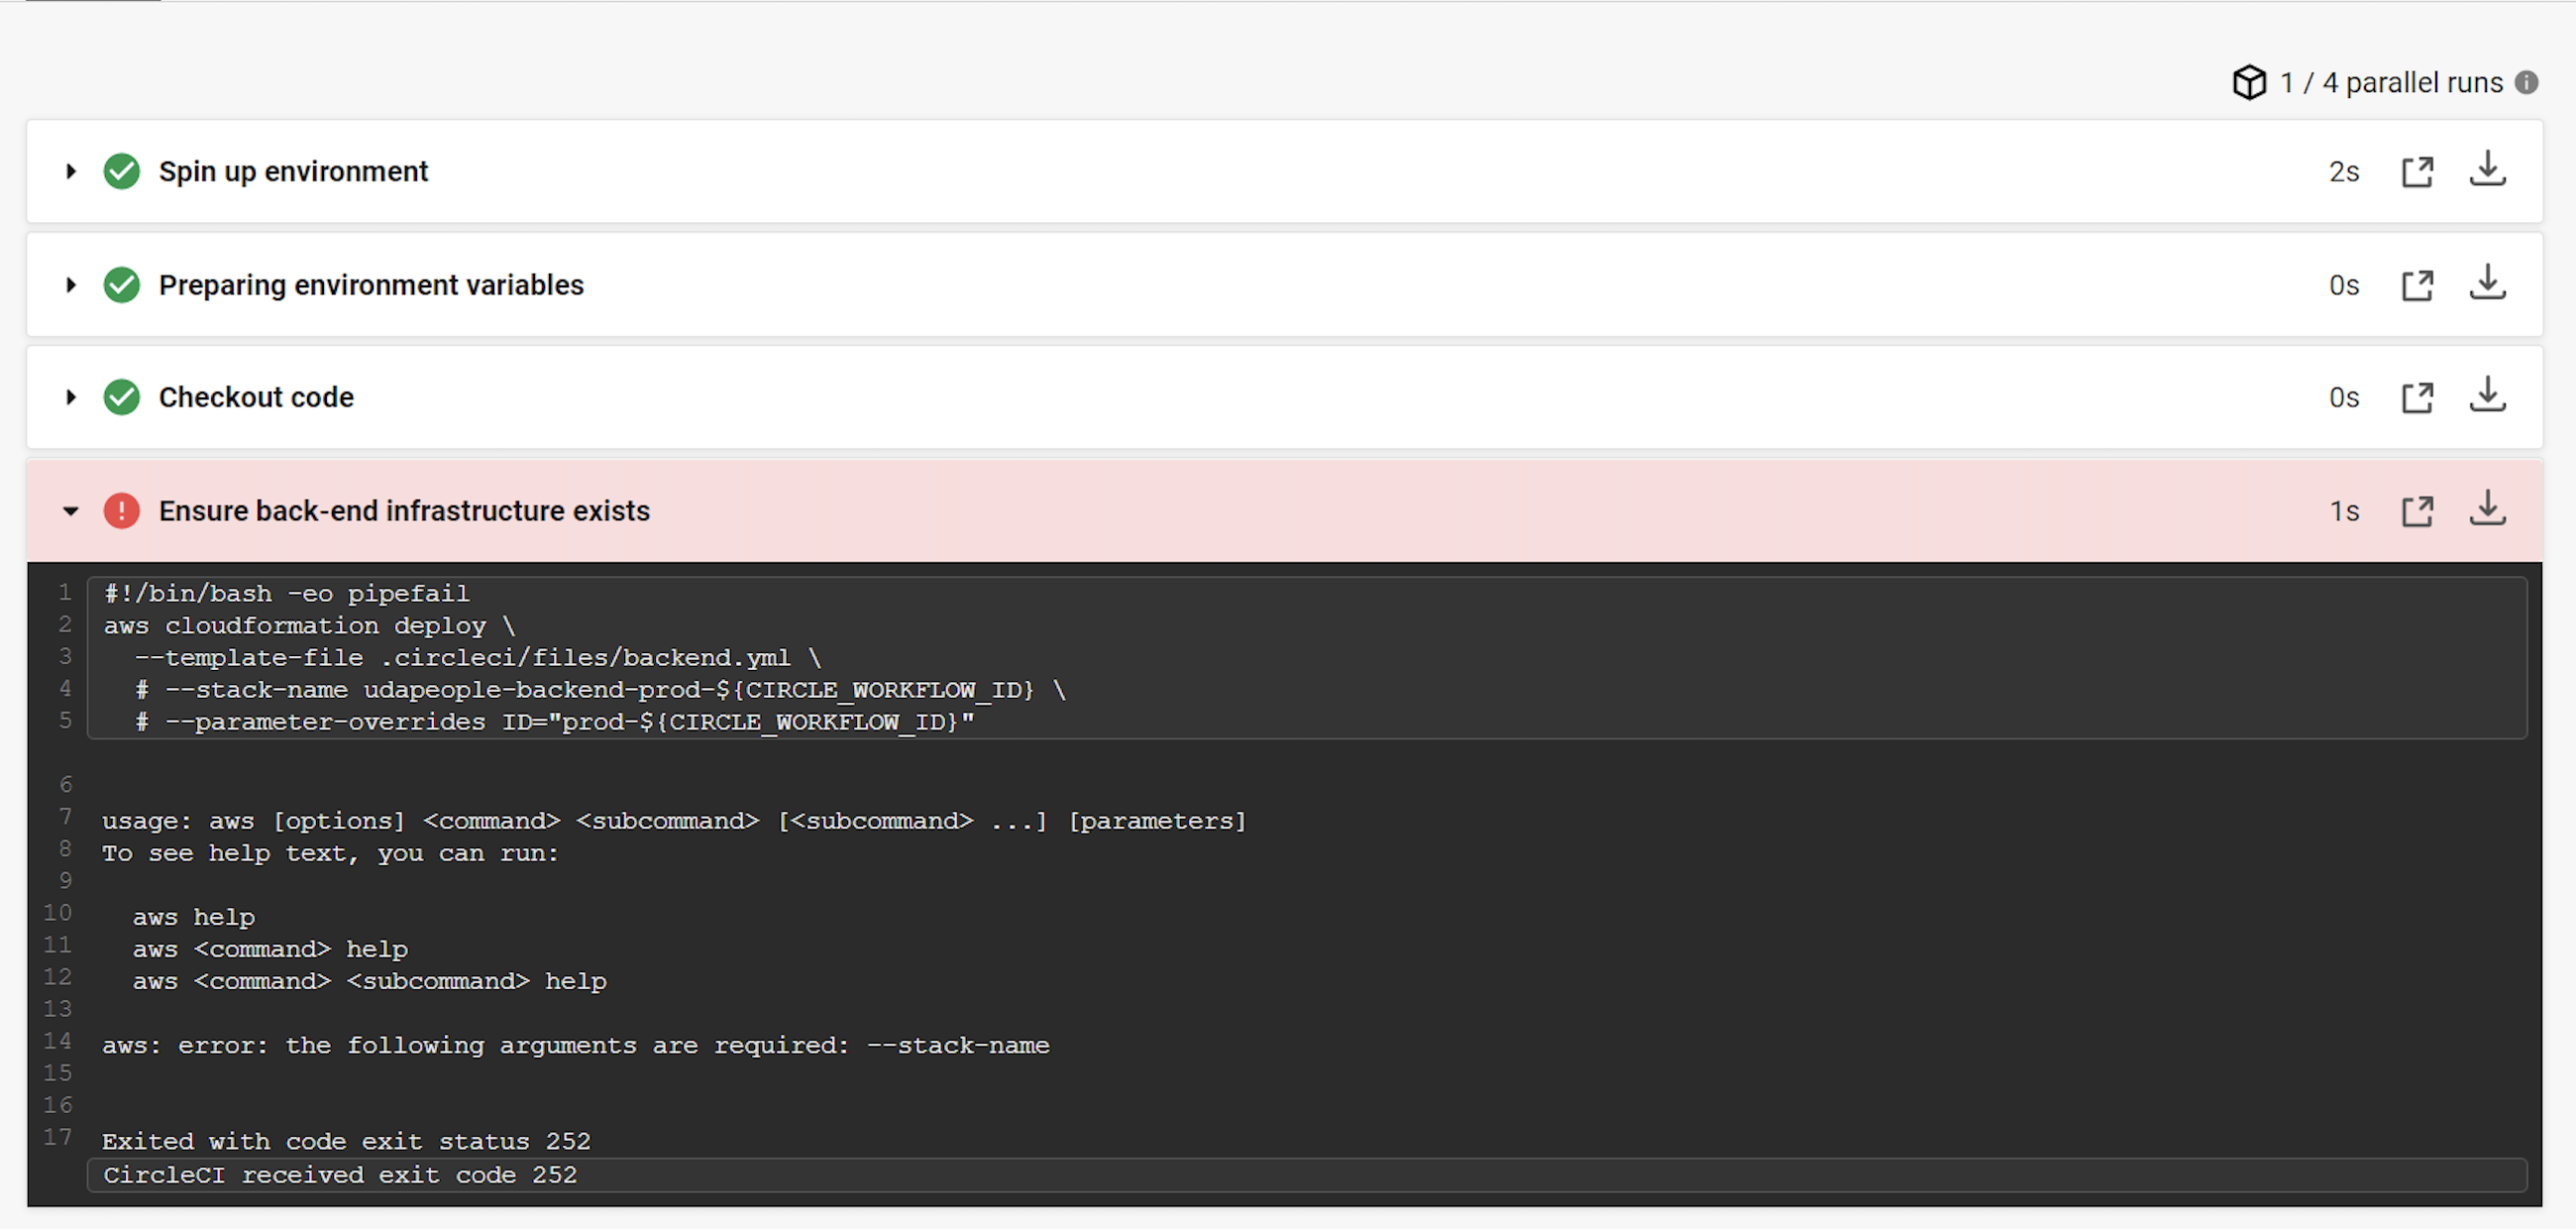 1 / 4 parallel runs
Spin up environment 2s
Preparing environment variables 0s
Checkout code 0s
Ensure back-end infrastructure exists 1s
1 #!/bin/bash -eo pipefail
2 aws cloudformation deploy \
3   --template-file .circleci/files/backend.yml \
4   # --stack-name udapeople-backend-prod-${CIRCLE_WORKFLOW_ID} \
5   # --parameter-overrides ID="prod-${CIRCLE_WORKFLOW_ID}"
6
7 usage: aws [options] <command> <subcommand> [<subcommand> ...] [parameters]
8 To see help text, you can run:
9
10   aws help
11   aws <command> help
12   aws <command> <subcommand> help
13
14 aws: error: the following arguments are required: --stack-name
15
16
17 Exited with code exit status 252
CircleCI received exit code 252